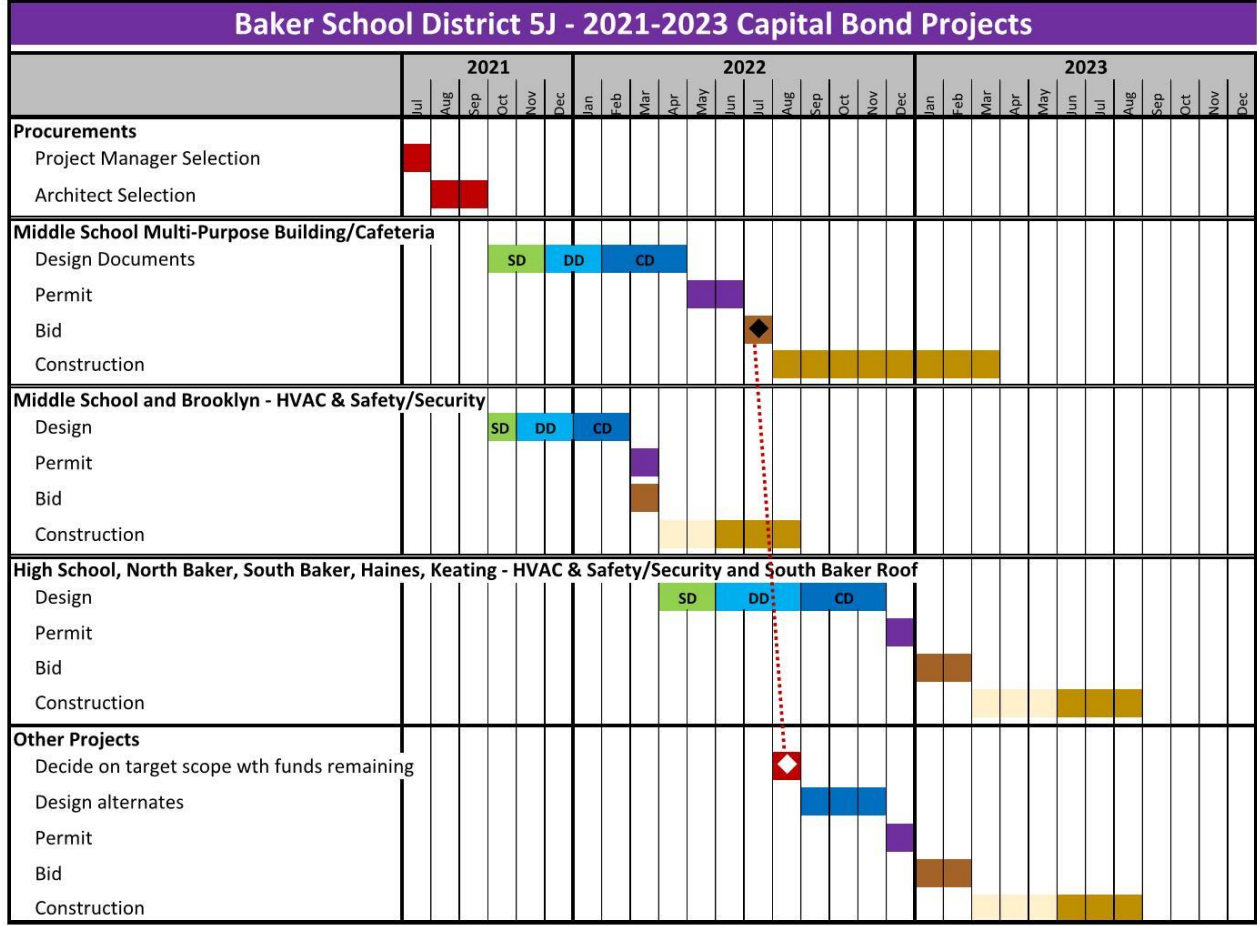 Baker School District 5J - 2021-2023 Capital Bond Projects
2021 2022 2023
Jul Aug Sep Oct Nov Dec Jan Feb Mar Apr May Jun Jul Aug Sep Oct Nov Dec Jan Feb Mar Apr May Jun Jul Aug Sep Oct Nov Dec
Procurements
Project Manager Selection
Architect Selection
Middle School Multi-Purpose Building/Cafeteria
Design Documents SD DD CD
Permit
Bid
Construction
Middle School and Brooklyn - HVAC & Safety/Security
Design SD DD CD
Permit
Bid
Construction
High School, North Baker, South Baker, Haines, Keating - HVAC & Safety/Security and South Baker Roof
Design SD DD CD
Permit
Bid
Construction
Other Projects
Decide on target scope wth funds remaining
Design alternates
Permit
Bid
Construction